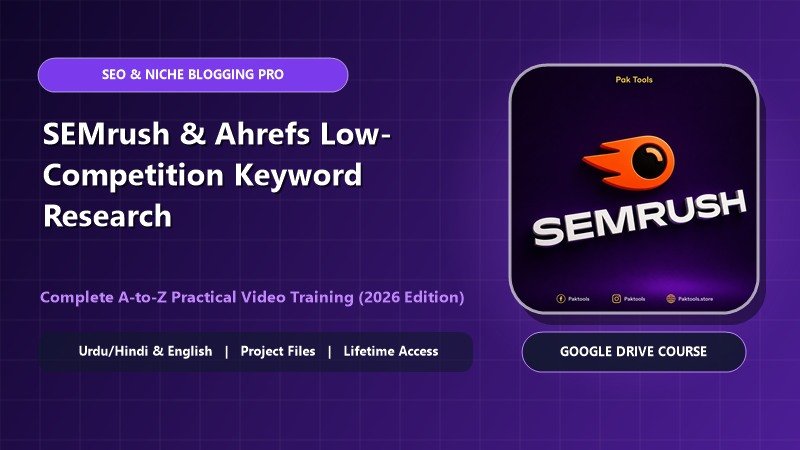 SEO & NICHE BLOGGING PRO
SEMrush & Ahrefs Low-
Competition Keyword
Research
Complete A-to-Z Practical Video Training (2026 Edition)
Urdu/Hindi & English | Project Files | Lifetime Access
Pak Tools
SEMRUSH
Paktools Paktools Paktools.store
GOOGLE DRIVE COURSE